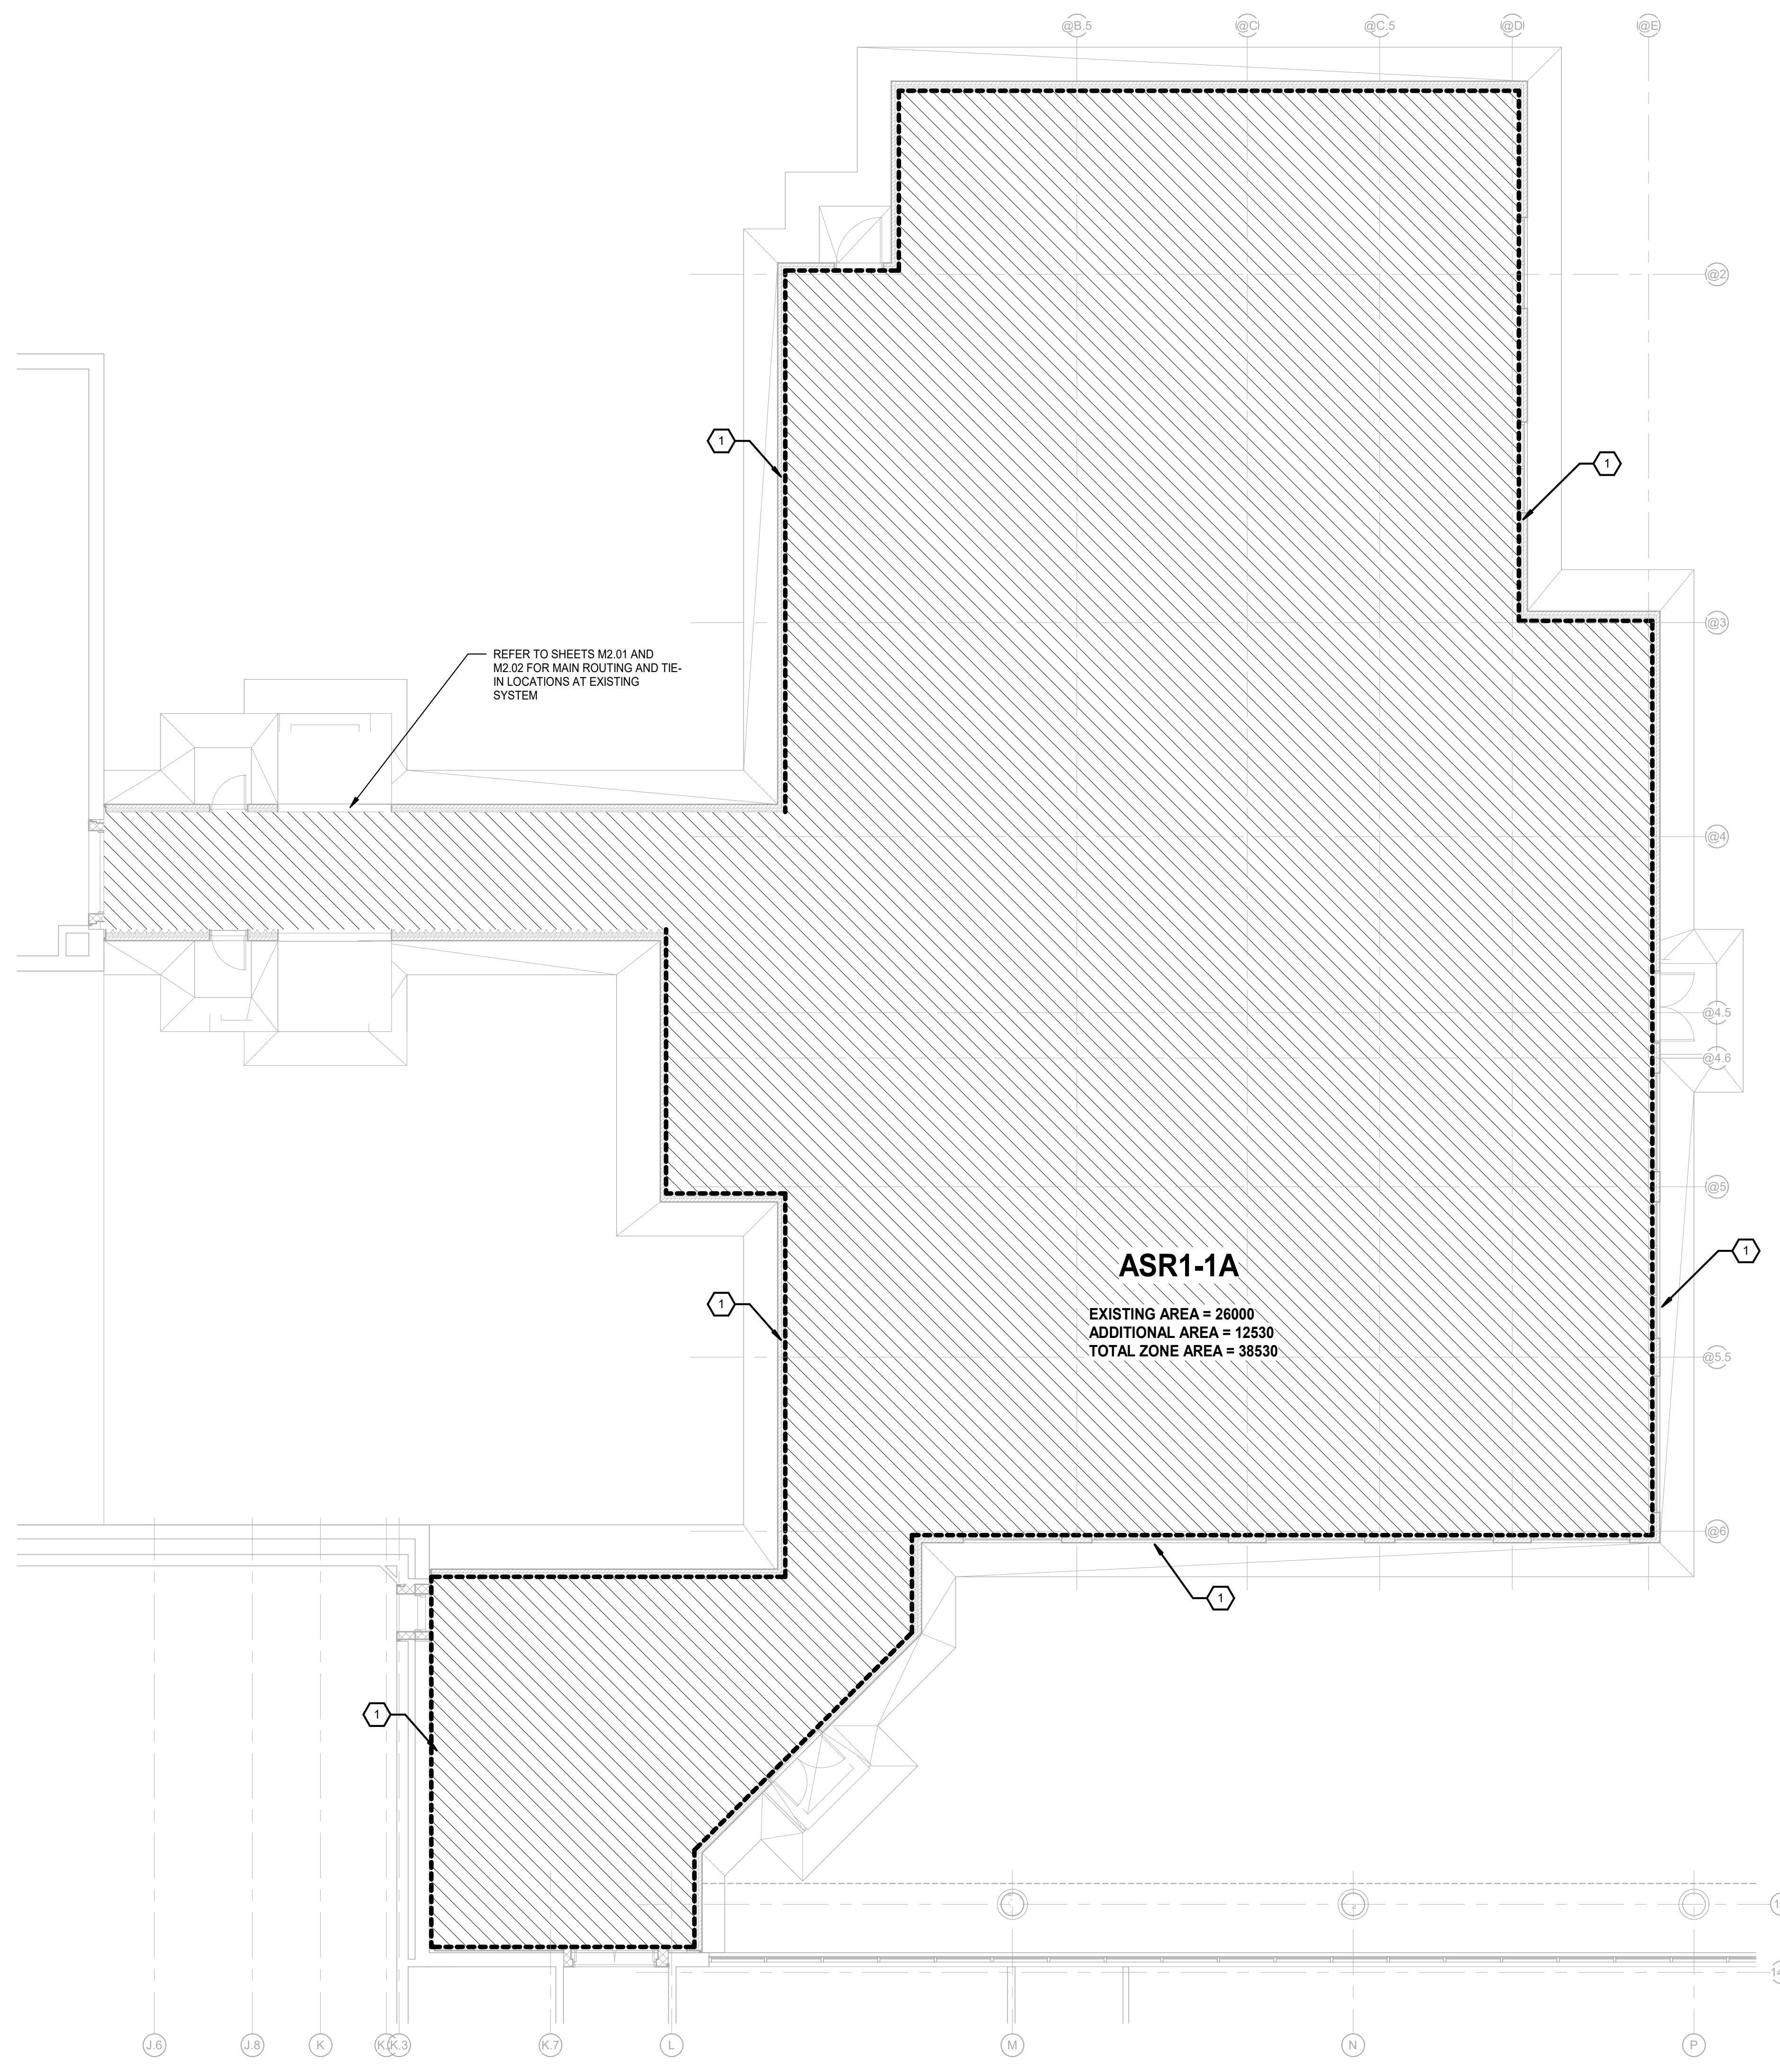 @B.5
@C
@C.5
@D
@E
@2
1
1
@3
REFER TO SHEETS M2.01 AND
M2.02 FOR MAIN ROUTING AND TIE-
IN LOCATIONS AT EXISTING
SYSTEM
@4
@4.5
@4.6
@5
ASR1-1A
1
1
EXISTING AREA = 26000
ADDITIONAL AREA = 12530
TOTAL ZONE AREA = 38530
@5.5
@6
1
1
14
J.6
J.8
K
K.3
K.7
L
M
N
P